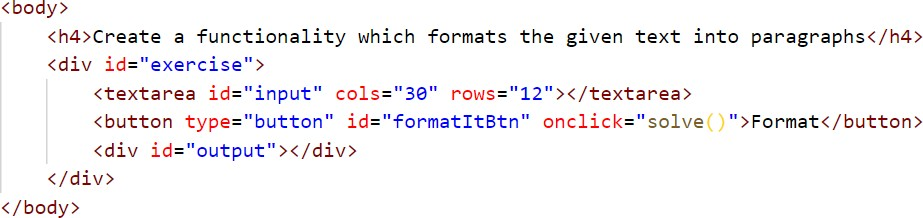 <body>
    <h4>Create a functionality which formats the given text into paragraphs</h4>
    <div id="exercise">
        <textarea id="input" cols="30" rows="12"></textarea>
        <button type="button" id="formatItBtn" onclick="solve()">Format</button>
        <div id="output"></div>
    </div>
</body>